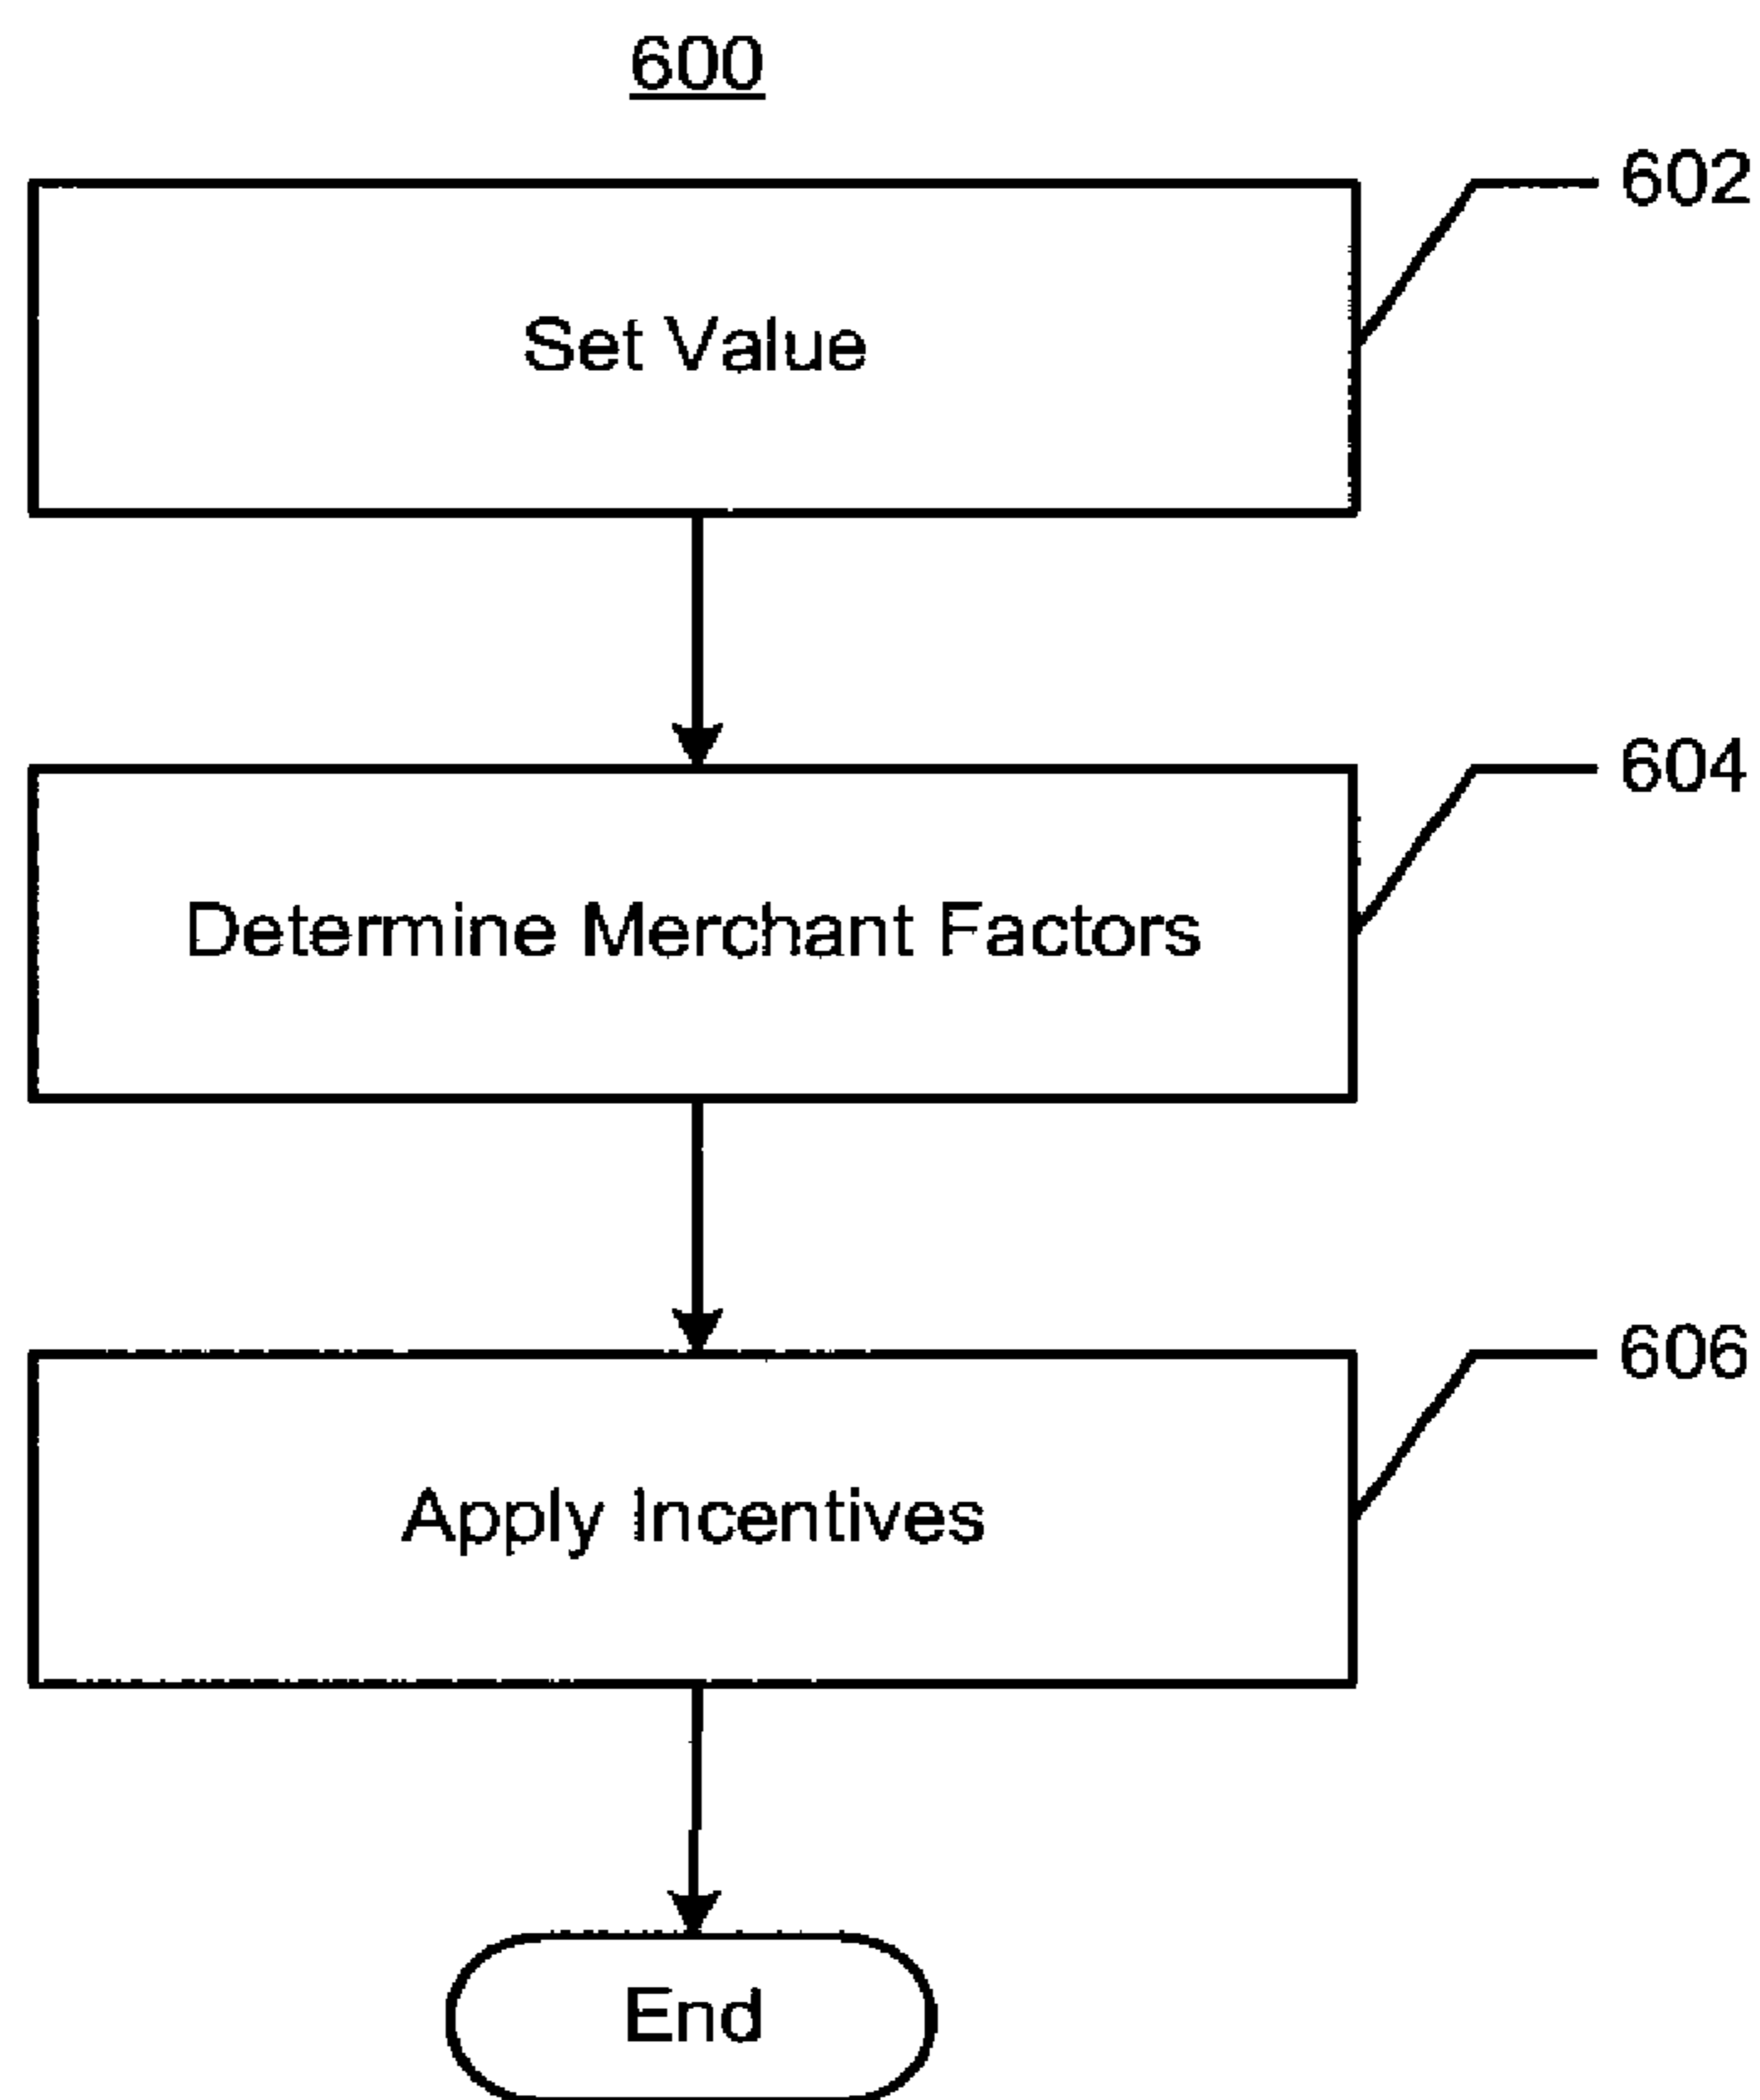 600
602
Set Value
604
Determine Merchant Factors
606
Apply Incentives
End